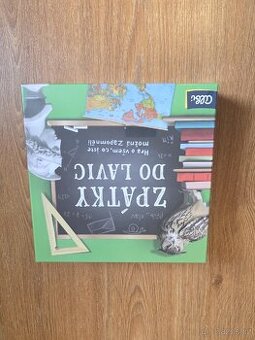 Albi
ZPÁTKY
DO LAVIC
Hra o všem, co jste
možná Zapomněli